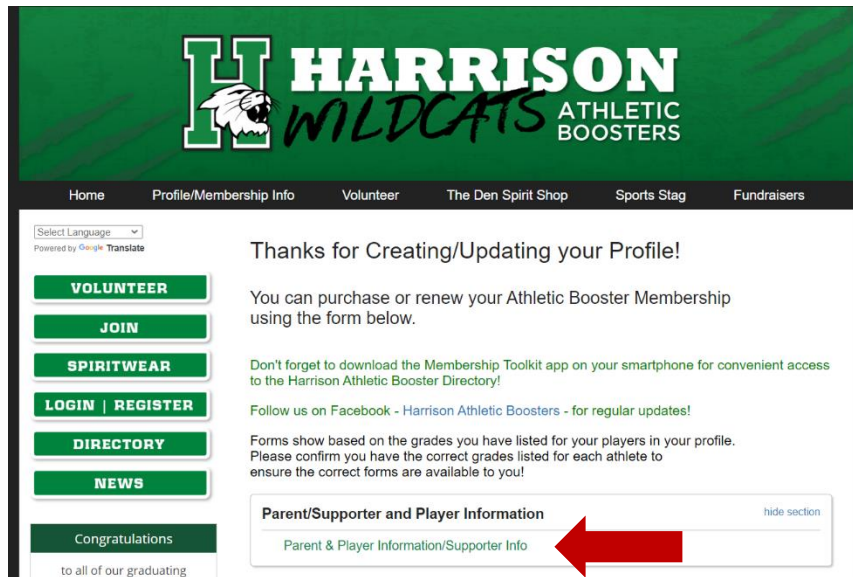 H HARRISON
WILDCATS ATHLETIC
BOOSTERS
Home Profile/Membership Info Volunteer The Den Spirit Shop Sports Stag Fundraisers
Select Language
Powered by Google Translate
VOLUNTEER
JOIN
SPIRITWEAR
LOGIN | REGISTER
DIRECTORY
NEWS
Congratulations
to all of our graduating
Thanks for Creating/Updating your Profile!
You can purchase or renew your Athletic Booster Membership
using the form below.
Don't forget to download the Membership Toolkit app on your smartphone for convenient access
to the Harrison Athletic Booster Directory!
Follow us on Facebook - Harrison Athletic Boosters - for regular updates!
Forms show based on the grades you have listed for your players in your profile.
Please confirm you have the correct grades listed for each athlete to
ensure the correct forms are available to you!
Parent/Supporter and Player Information hide section
Parent & Player Information/Supporter Info